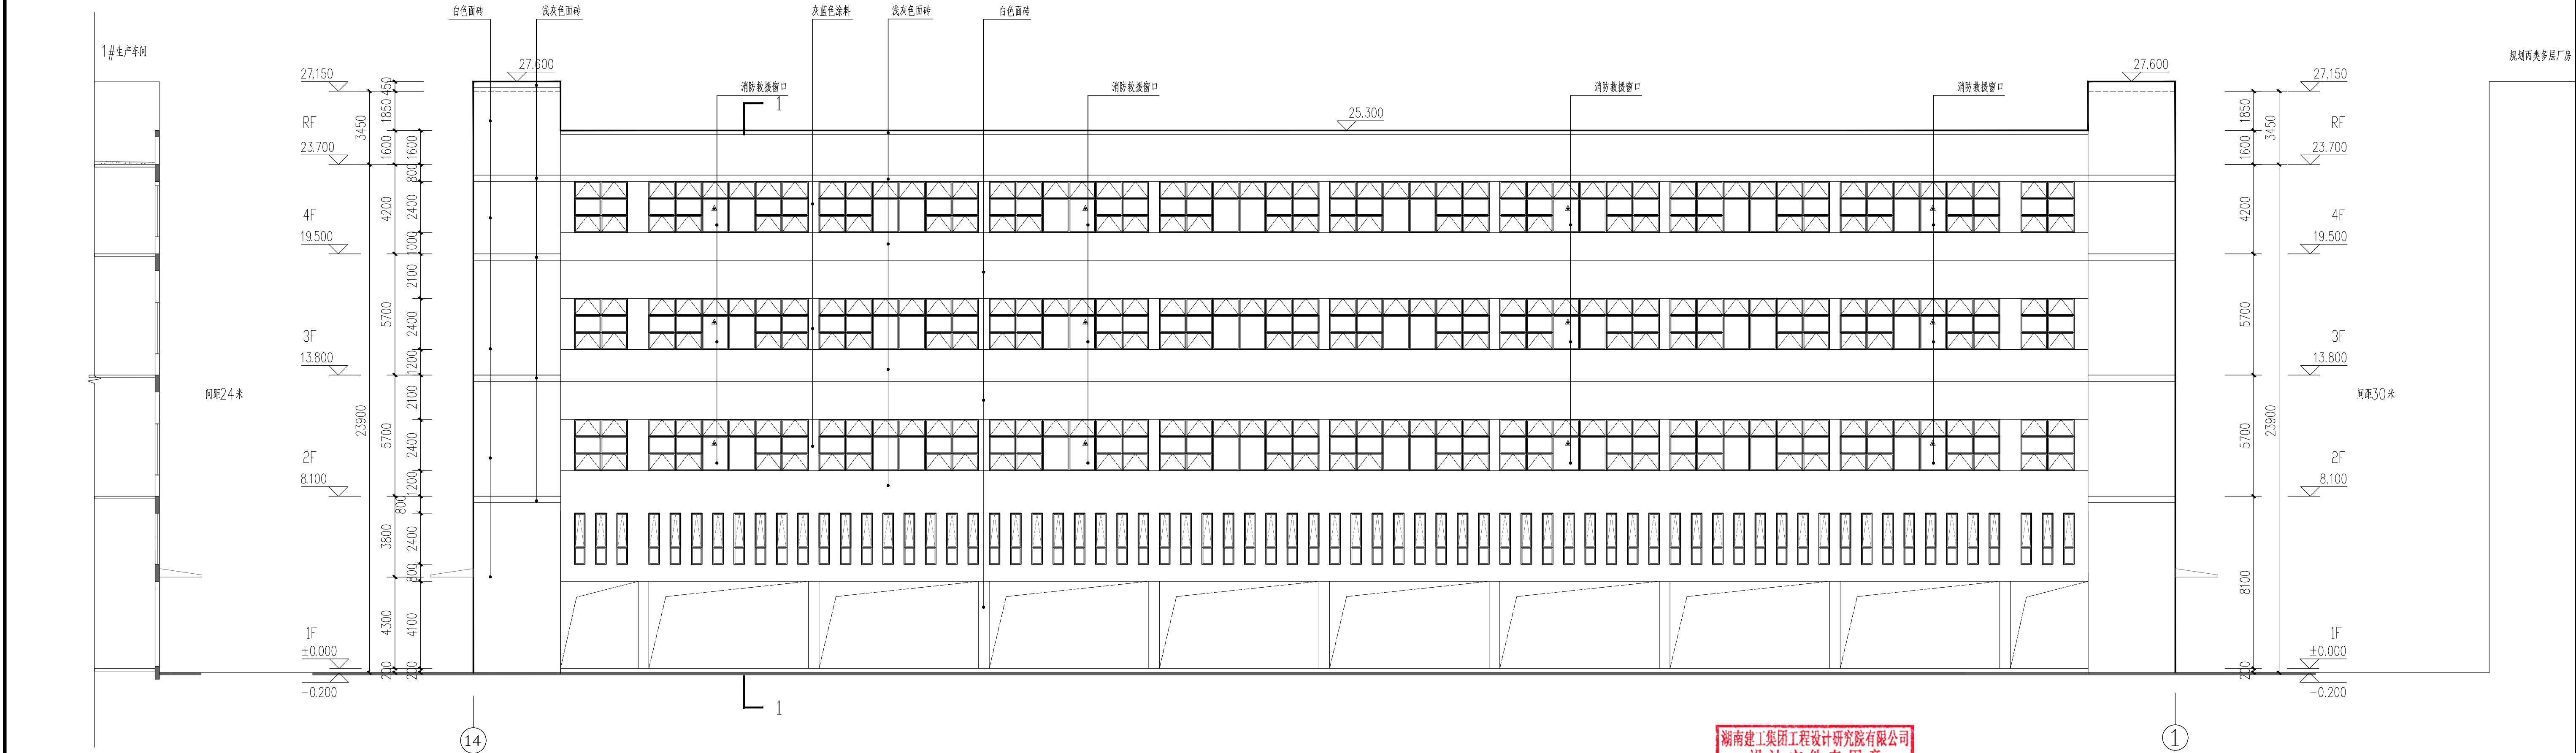 白色面砖
浅灰色面砖
灰蓝色涂料
浅灰色面砖
白色面砖
1#生产车间
规划丙类多层厂房
27.600
27.600
消防救援窗口
消防救援窗口
消防救援窗口
消防救援窗口
25.300
1
1
27.150
RF
23.700
4F
19.500
3F
13.800
2F
8.100
1F
±0.000
-0.200
间距24米
3450
23900
450
1850
1600
4200
5700
5700
800
3800
4300
200
1600
800
2400
1000
2100
2400
1200
2100
2400
1200
2400
800
4100
200
1850
1600
4200
5700
5700
8100
200
3450
23900
27.150
RF
23.700
4F
19.500
3F
13.800
2F
8.100
1F
±0.000
-0.200
间距30米
14
1
湖南建工集团工程设计研究院有限公司